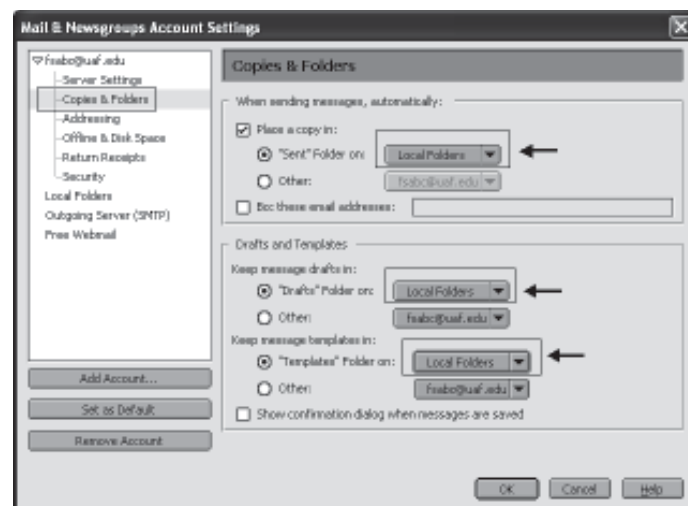 Mail & Newsgroups Account Settings
fsabc@uaf.edu
Server Settings
Copies & Folders
Addressing
Offline & Disk Space
Return Receipts
Security
Local Folders
Outgoing Server (SMTP)
Free Webmail
Add Account...
Set as Default
Remove Account
Copies & Folders
When sending messages, automatically:
Place a copy in:
"Sent" Folder on: Local Folders
Other: fsabc@uaf.edu
Bcc these email addresses:
Drafts and Templates
Keep message drafts in:
"Drafts" Folder on: Local Folders
Other: fsabc@uaf.edu
Keep message templates in:
"Templates" Folder on: Local Folders
Other: fsabc@uaf.edu
Show confirmation dialog when messages are saved
OK Cancel Help